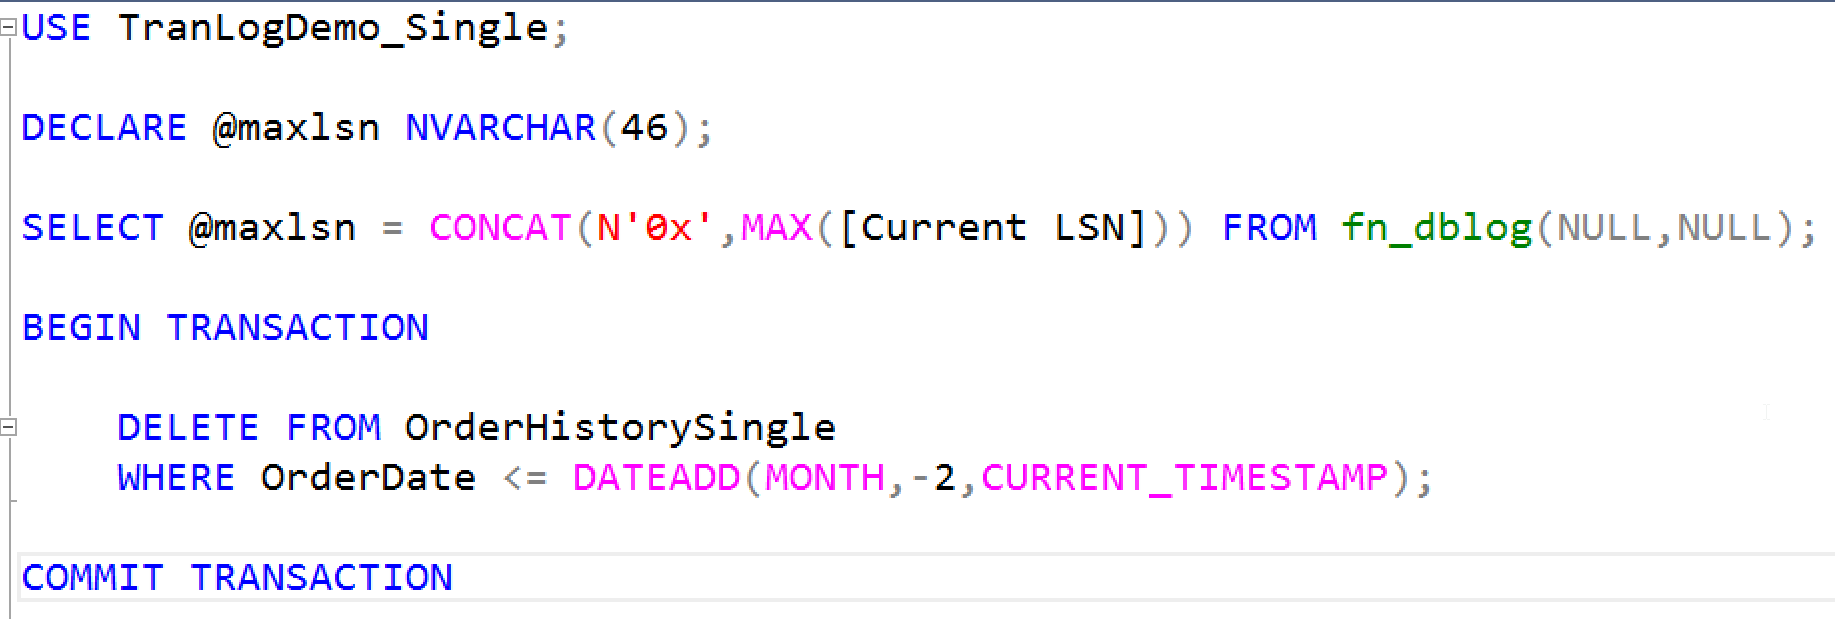 USE TranLogDemo_Single;
DECLARE @maxlsn NVARCHAR(46);
SELECT @maxlsn = CONCAT(N'0x',MAX([Current LSN])) FROM fn_dblog(NULL,NULL);
BEGIN TRANSACTION
DELETE FROM OrderHistorySingle
WHERE OrderDate <= DATEADD(MONTH,-2,CURRENT_TIMESTAMP);
COMMIT TRANSACTION